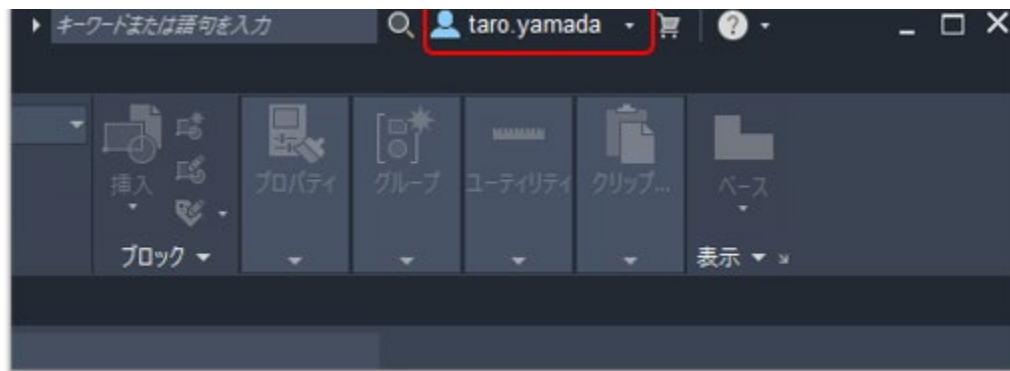 キーワードまたは語句を入力 taro.yamada ?
挿入 プロパティ グループ ユーティリティ クリップ... ベース
ブロック 表示